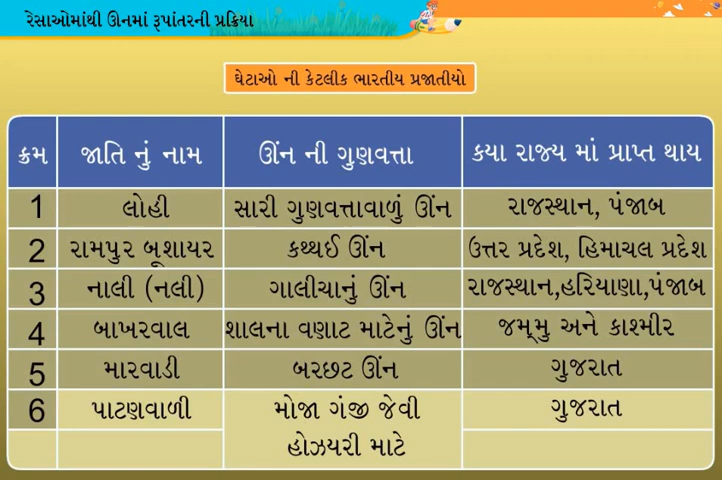 રેસાઓમાંથી ઊનમાં રૂપાંતરની પ્રક્રિયા
ઘેટાઓ ની કેટલીક ભારતીય પ્રજાતીયો
ક્રમ જાતિ નું નામ ઊંન ની ગુણવત્તા કયા રાજ્ય માં પ્રાપ્ત થાય
1 લોહી સારી ગુણવત્તાવાળું ઊંન રાજસ્થાન, પંજાબ
2 રામપુર બૂશાયર કથ્થઈ ઊંન ઉત્તર પ્રદેશ, હિમાચલ પ્રદેશ
3 નાલી (નલી) ગાલીચાનું ઊંન રાજસ્થાન,હરિયાણા,પંજાબ
4 બાખરવાલ શાલના વણાટ માટેનું ઊંન જમ્મુ અને કાશ્મીર
5 મારવાડી બરછટ ઊંન ગુજરાત
6 પાટણવાળી મોજા ગંજી જેવી ગુજરાત
હોઝયરી માટે